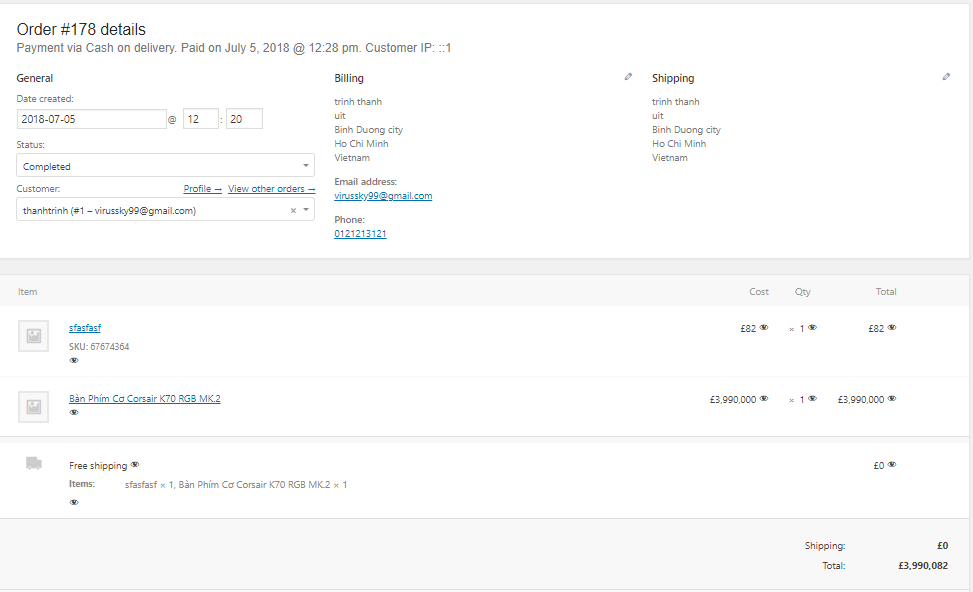 Order #178 details
Payment via Cash on delivery. Paid on July 5, 2018 @ 12:28 pm. Customer IP: ::1
General
Date created:
2018-07-05 @ 12 : 20
Status:
Completed
Customer: Profile → View other orders →
thanhtrinh (#1 – virussky99@gmail.com) ×
Billing
trinh thanh
uit
Binh Duong city
Ho Chi Minh
Vietnam
Email address:
virussky99@gmail.com
Phone:
0121213121
Shipping
trinh thanh
uit
Binh Duong city
Ho Chi Minh
Vietnam
Item Cost Qty Total
sfasfasf £82 × 1 £82
SKU: 67674364
Bàn Phím Cơ Corsair K70 RGB MK.2 £3,990,000 × 1 £3,990,000
Free shipping £0
Items: sfasfasf × 1, Bàn Phím Cơ Corsair K70 RGB MK.2 × 1
Shipping: £0
Total: £3,990,082